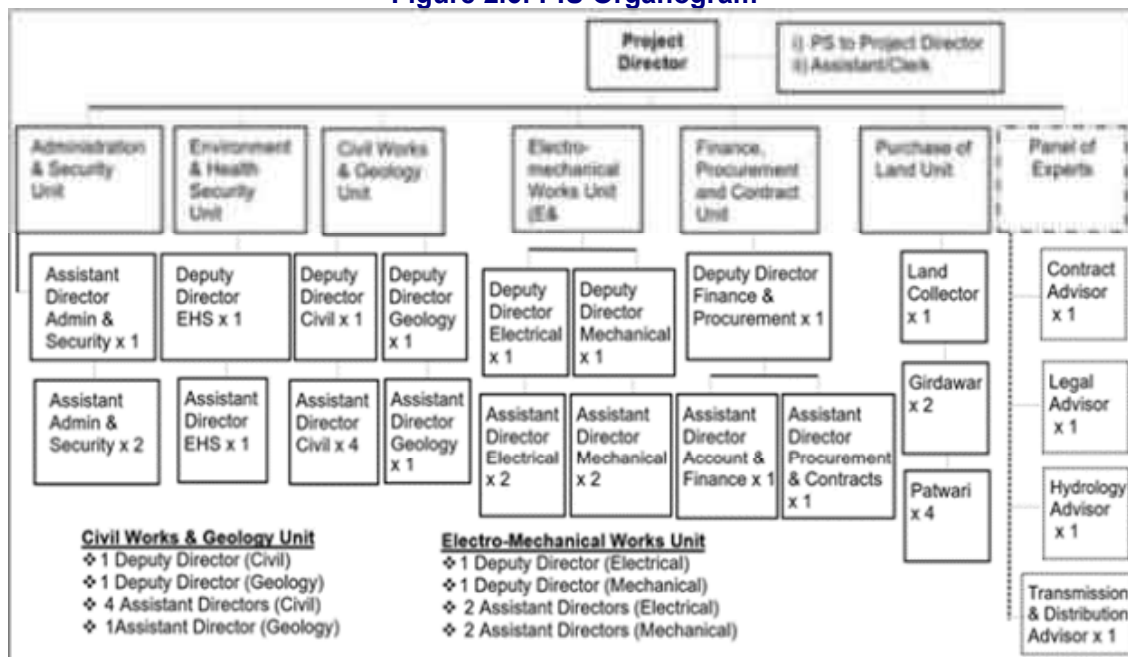 Figure 2.6: PIU Organogram
Project
Director
i) PS to Project Director
ii) Assistant/Clerk
Administration
& Security
Unit
Environment
& Health
Security
Unit
Civil Works
& Geology
Unit
Electro-
mechanical
Works Unit
(E&
Finance,
Procurement
and Contract
Unit
Purchase of
Land Unit
Panel of
Experts
Assistant
Director
Admin &
Security x 1
Deputy
Director
EHS x 1
Deputy
Director
Civil x 1
Deputy
Director
Geology
x 1
Deputy
Director
Electrical
x 1
Deputy
Director
Mechanical
x 1
Deputy Director
Finance &
Procurement x 1
Land
Collector
x 1
Contract
Advisor
x 1
Assistant
Admin &
Security x 2
Assistant
Director
EHS x 1
Assistant
Director
Civil x 4
Assistant
Director
Geology
x 1
Assistant
Director
Electrical
x 2
Assistant
Director
Mechanical
x 2
Assistant
Director
Account &
Finance x 1
Assistant
Director
Procurement
& Contracts
x 1
Girdawar
x 2
Legal
Advisor
x 1
Patwari
x 4
Hydrology
Advisor
x 1
Transmission
& Distribution
Advisor x 1
Civil Works & Geology Unit
❖ 1 Deputy Director (Civil)
❖ 1 Deputy Director (Geology)
❖ 4 Assistant Directors (Civil)
❖ 1Assistant Director (Geology)
Electro-Mechanical Works Unit
❖ 1 Deputy Director (Electrical)
❖ 1 Deputy Director (Mechanical)
❖ 2 Assistant Directors (Electrical)
❖ 2 Assistant Directors (Mechanical)